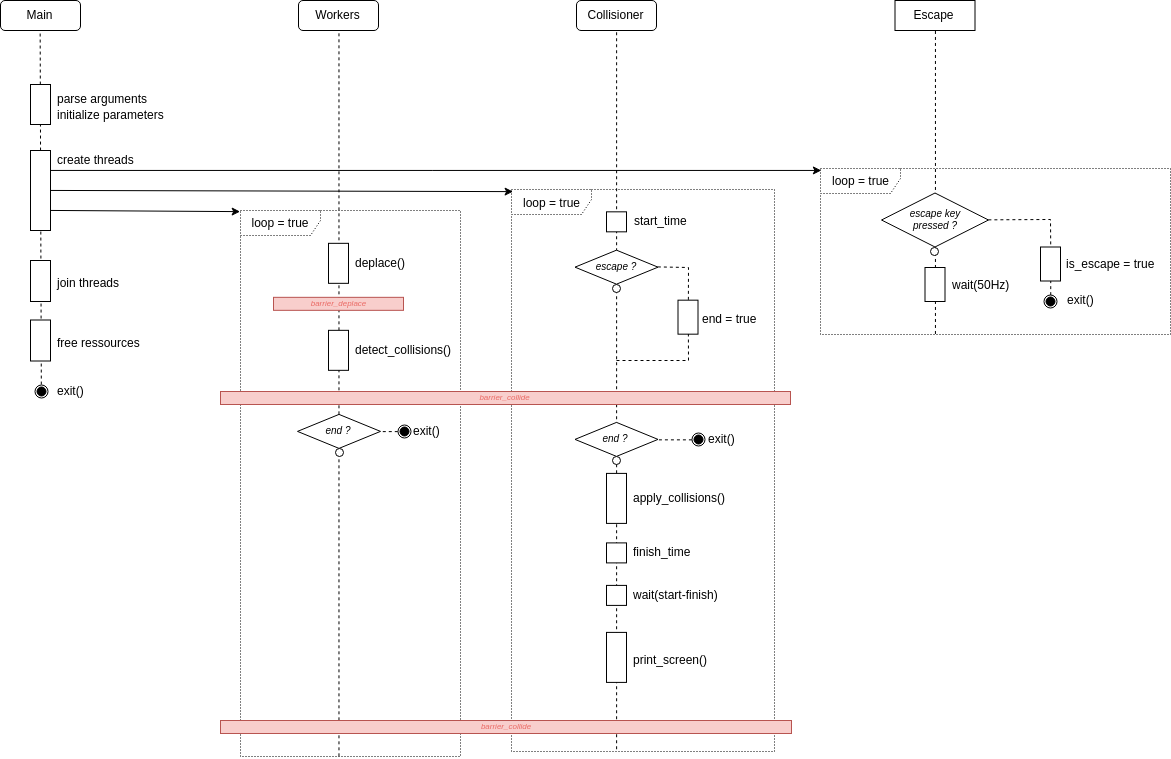 Main
Workers
Collisioner
Escape
parse arguments
initialize parameters
create threads
loop = true
loop = true
loop = true
escape key
pressed ?
start_time
deplace()
escape ?
is_escape = true
join threads
wait(50Hz)
exit()
barrier_deplace
end = true
free ressources
detect_collisions()
exit()
barrier_collide
end ?
exit()
end ?
exit()
apply_collisions()
finish_time
wait(start-finish)
print_screen()
barrier_collide